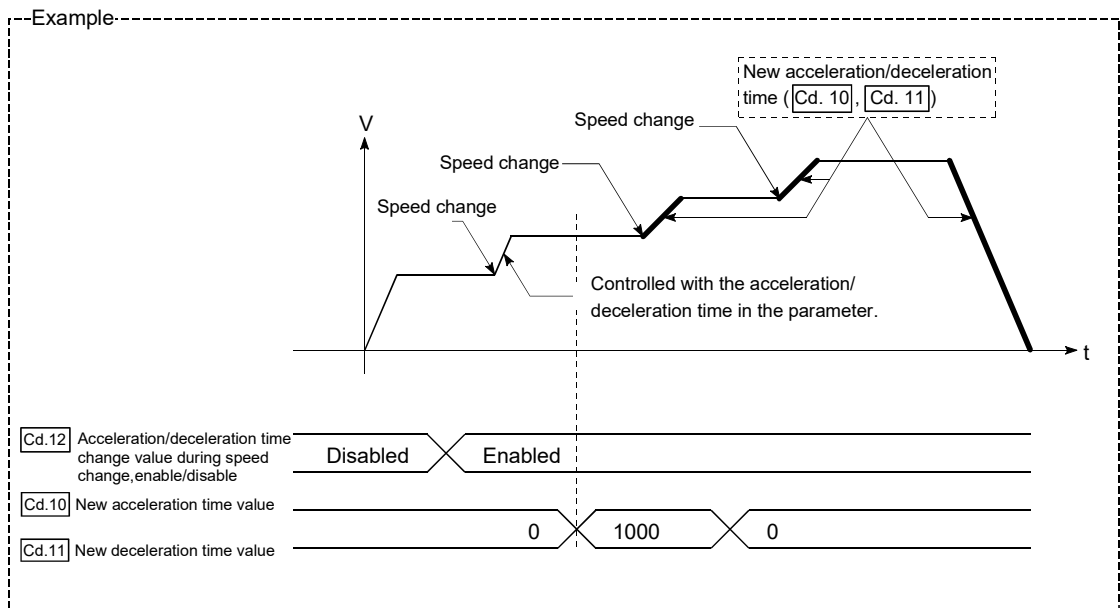 Example
New acceleration/deceleration
time ( Cd. 10 , Cd. 11 )
Speed change
V
Speed change
Speed change
Controlled with the acceleration/
deceleration time in the parameter.
t
Cd.12 Acceleration/deceleration time
change value during speed
change,enable/disable
Disabled
Enabled
Cd.10 New acceleration time value
0
1000
0
Cd.11 New deceleration time value